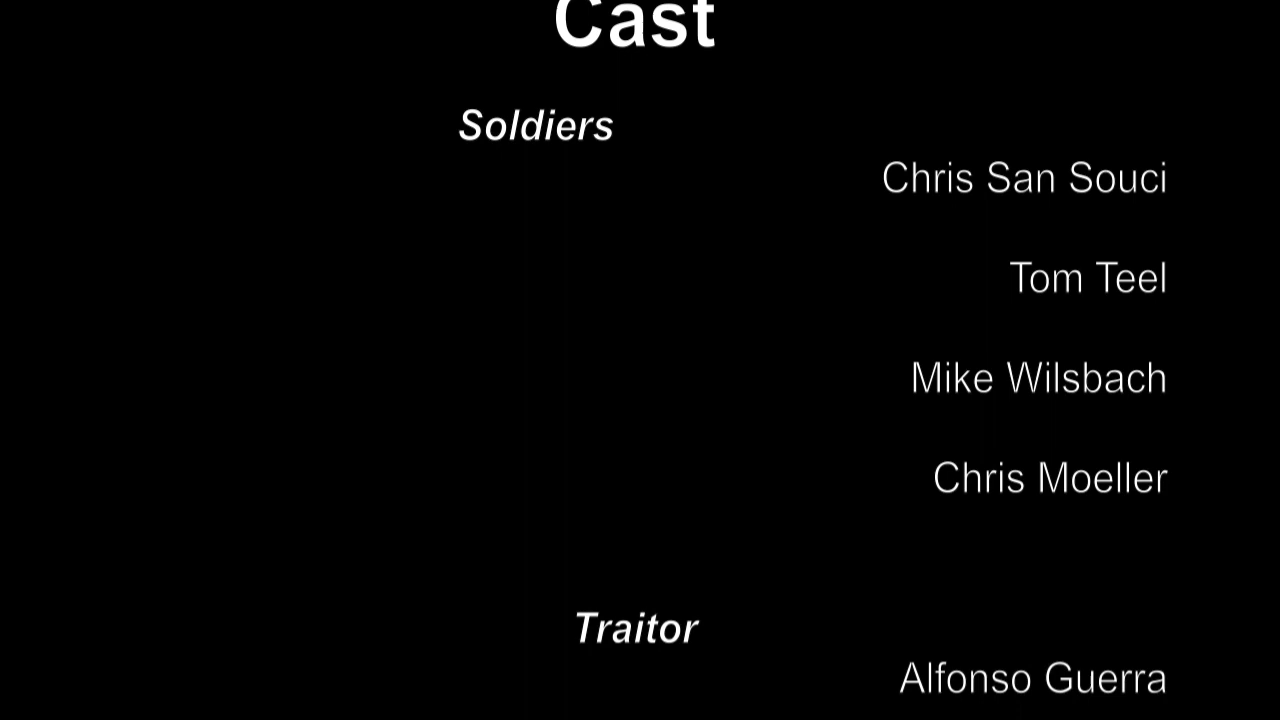 Cast
Soldiers
Chris San Souci
Tom Teel
Mike Wilsbach
Chris Moeller
Traitor
Alfonso Guerra